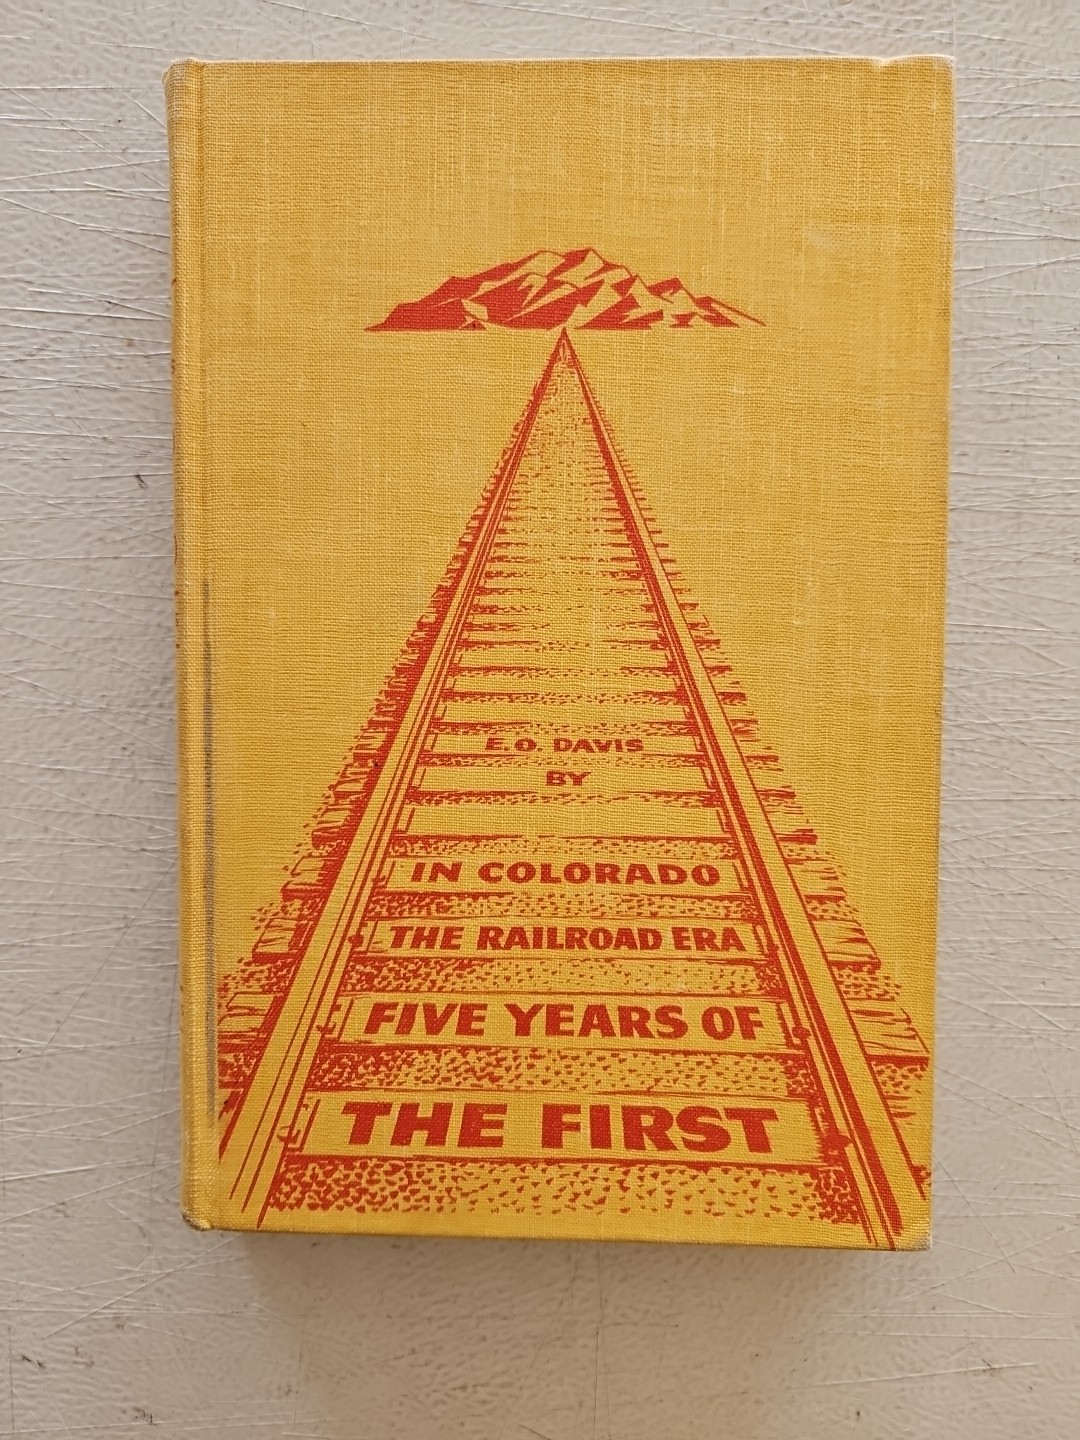 THE FIRST
FIVE YEARS OF
THE RAILROAD ERA
IN COLORADO
BY
E.O. DAVIS